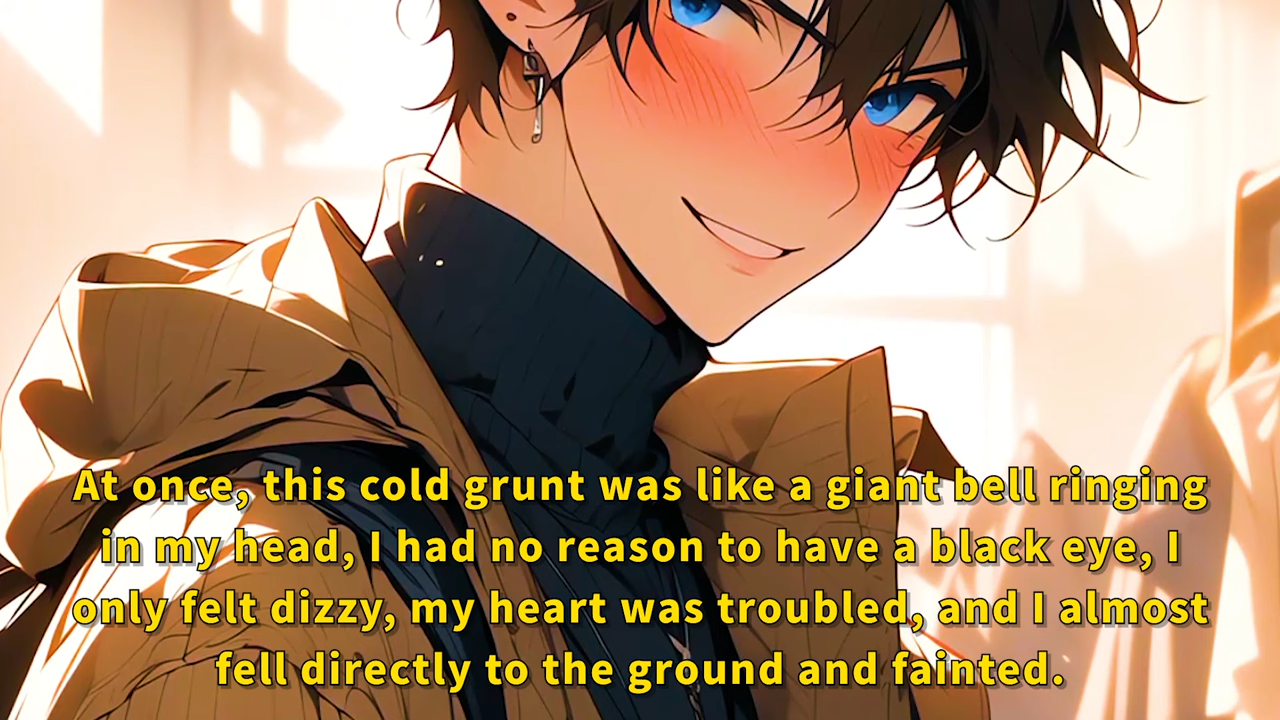 At once, this cold grunt was like a giant bell ringing
in my head, I had no reason to have a black eye, I
only felt dizzy, my heart was troubled, and I almost
fell directly to the ground and fainted.